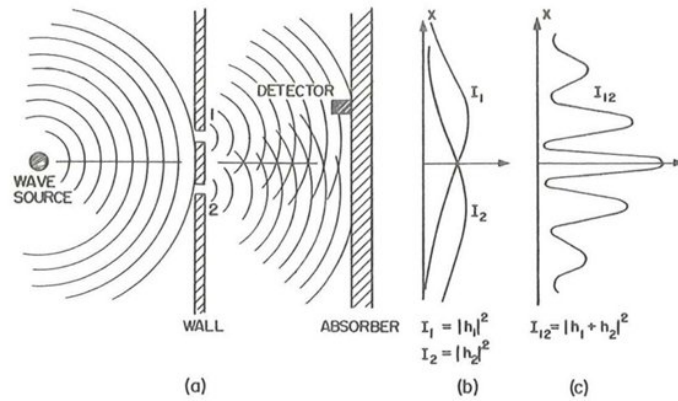 WAVE
SOURCE
1
2
WALL
DETECTOR
ABSORBER
(a)
X
I₁
I₂
I₁ = |h₁|²
I₂ = |h₂|²
(b)
X
I₁₂
I₁₂ = |h₁ + h₂|²
(c)